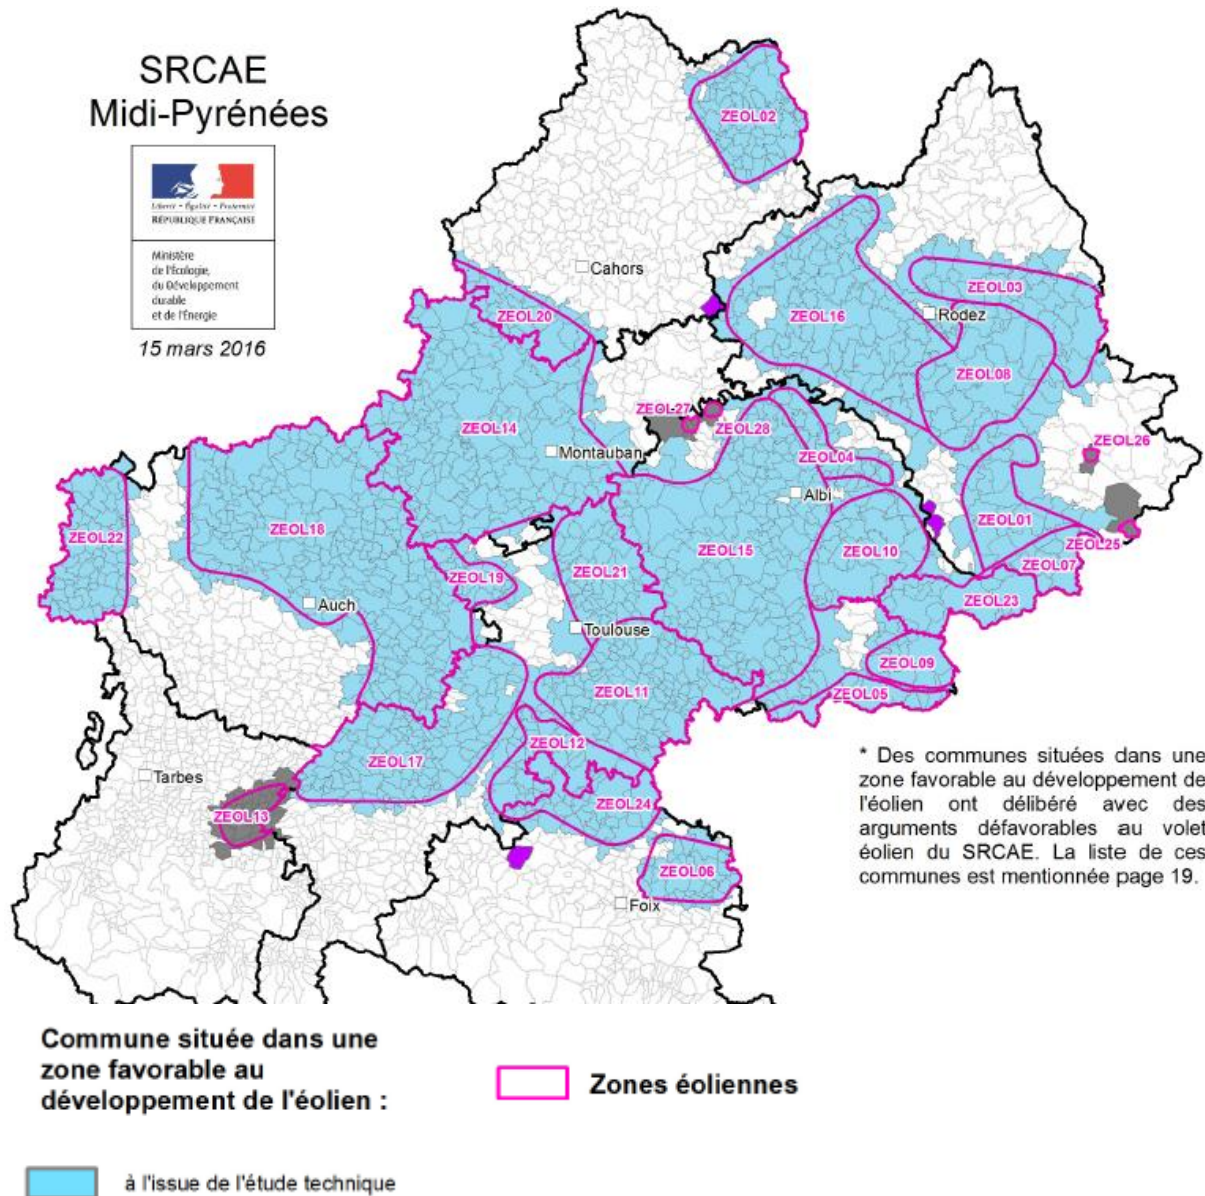 SRCAE
Midi-Pyrénées
Liberté • Égalité • Fraternité
RÉPUBLIQUE FRANÇAISE
Ministère
de l'Écologie,
du Développement
durable
et de l'Énergie
15 mars 2016
ZEOL02
Cahors
ZEOL20
ZEOL03
ZEOL16
Rodez
ZEOL08
ZEOL27
ZEOL14
ZEOL28
Montauban
ZEOL26
ZEOL04
Albi
ZEOL18
ZEOL22
ZEOL01
ZEOL15
ZEOL10
ZEOL25
ZEOL07
ZEOL19
ZEOL21
Auch
ZEOL23
Toulouse
ZEOL09
ZEOL11
ZEOL05
ZEOL12
ZEOL17
Tarbes
ZEOL24
ZEOL13
ZEOL06
Foix
* Des communes situées dans une
zone favorable au développement de
l'éolien ont délibéré avec des
arguments défavorables au volet
éolien du SRCAE. La liste de ces
communes est mentionnée page 19.
Commune située dans une
zone favorable au
développement de l'éolien :
Zones éoliennes
à l'issue de l'étude technique